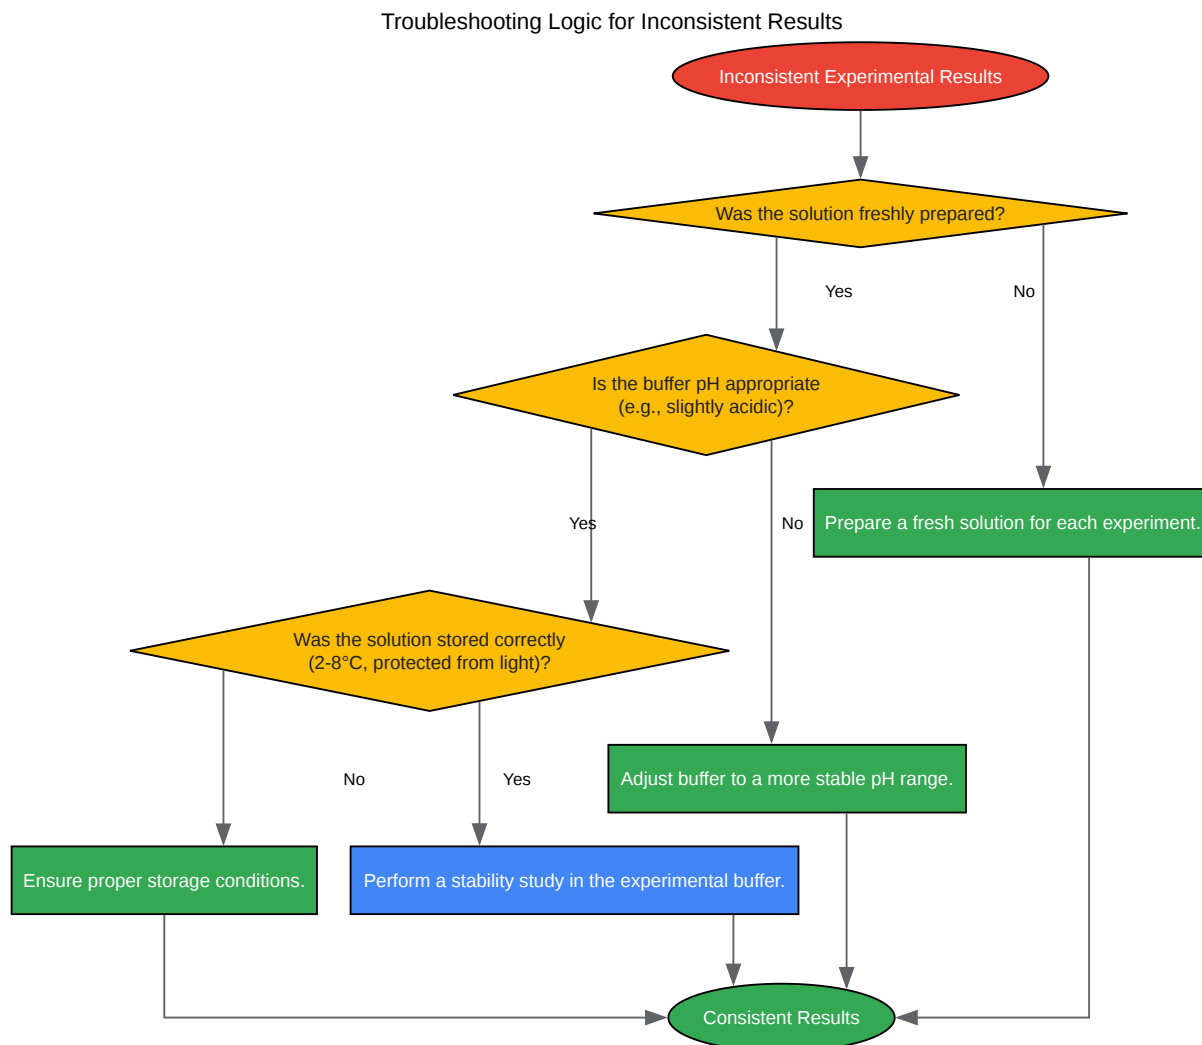 Troubleshooting Logic for Inconsistent Results
Inconsistent Experimental Results
Was the solution freshly prepared?
Yes
No
Is the buffer pH appropriate
(e.g., slightly acidic)?
Yes
No
Prepare a fresh solution for each experiment.
Was the solution stored correctly
(2-8°C, protected from light)?
No
Yes
Adjust buffer to a more stable pH range.
Ensure proper storage conditions.
Perform a stability study in the experimental buffer.
Consistent Results